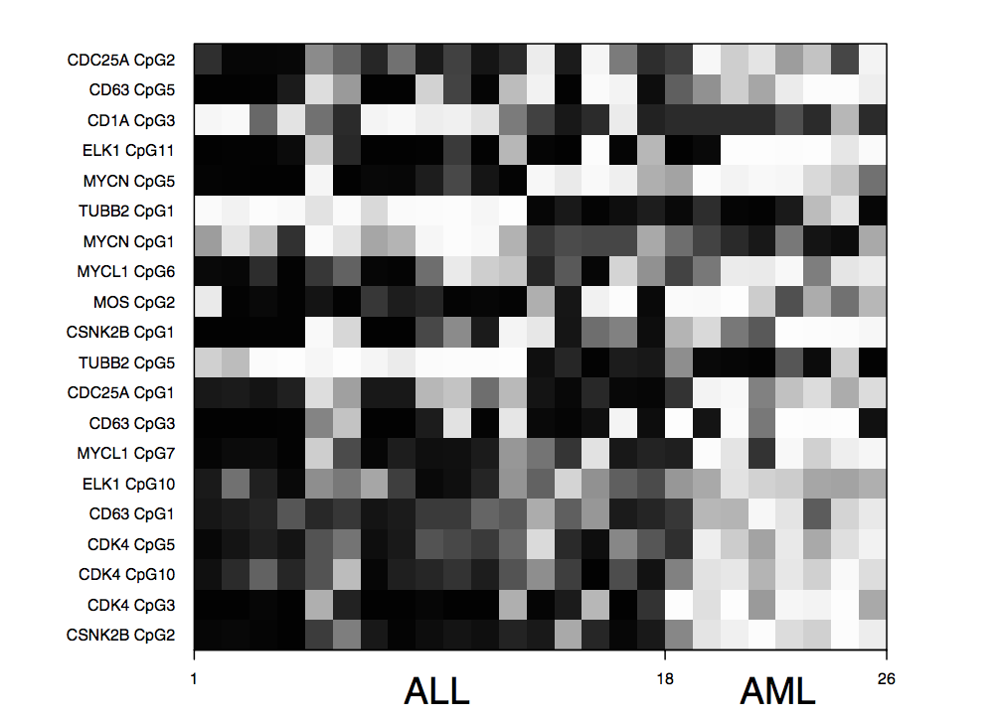 CDC25A CpG2
CD63 CpG5
CD1A CpG3
ELK1 CpG11
MYCN CpG5
TUBB2 CpG1
MYCN CpG1
MYCL1 CpG6
MOS CpG2
CSNK2B CpG1
TUBB2 CpG5
CDC25A CpG1
CD63 CpG3
MYCL1 CpG7
ELK1 CpG10
CD63 CpG1
CDK4 CpG5
CDK4 CpG10
CDK4 CpG3
CSNK2B CpG2
1 18 26
ALL AML